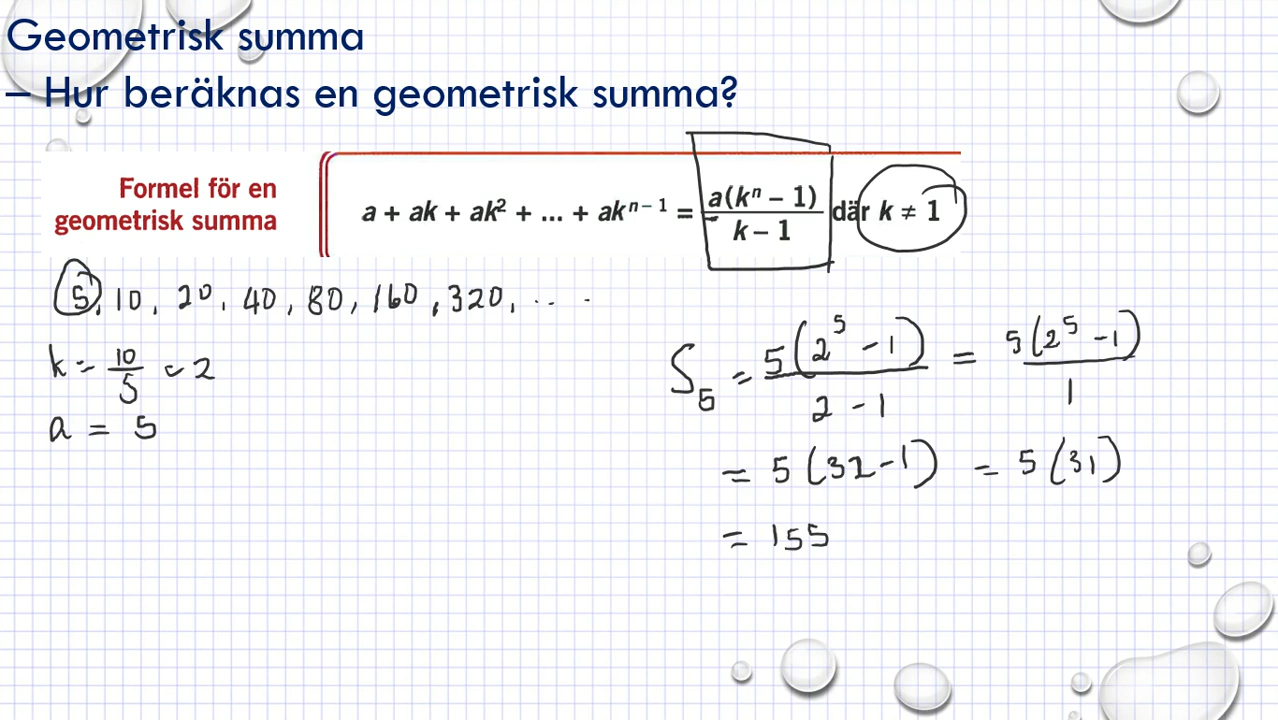 Geometrisk summa
– Hur beräknas en geometrisk summa?
Formel för en
geometrisk summa
a + ak + ak² + ... + akⁿ⁻¹ = a(kⁿ – 1) / k – 1 där k ≠ 1
5, 10, 20, 40, 80, 160, 320, ... .
k = 10/5 = 2
a = 5
S₅ = 5(2⁵ – 1) / 2 – 1 = 5(2⁵ – 1) / 1
= 5(32 – 1) = 5(31)
= 155